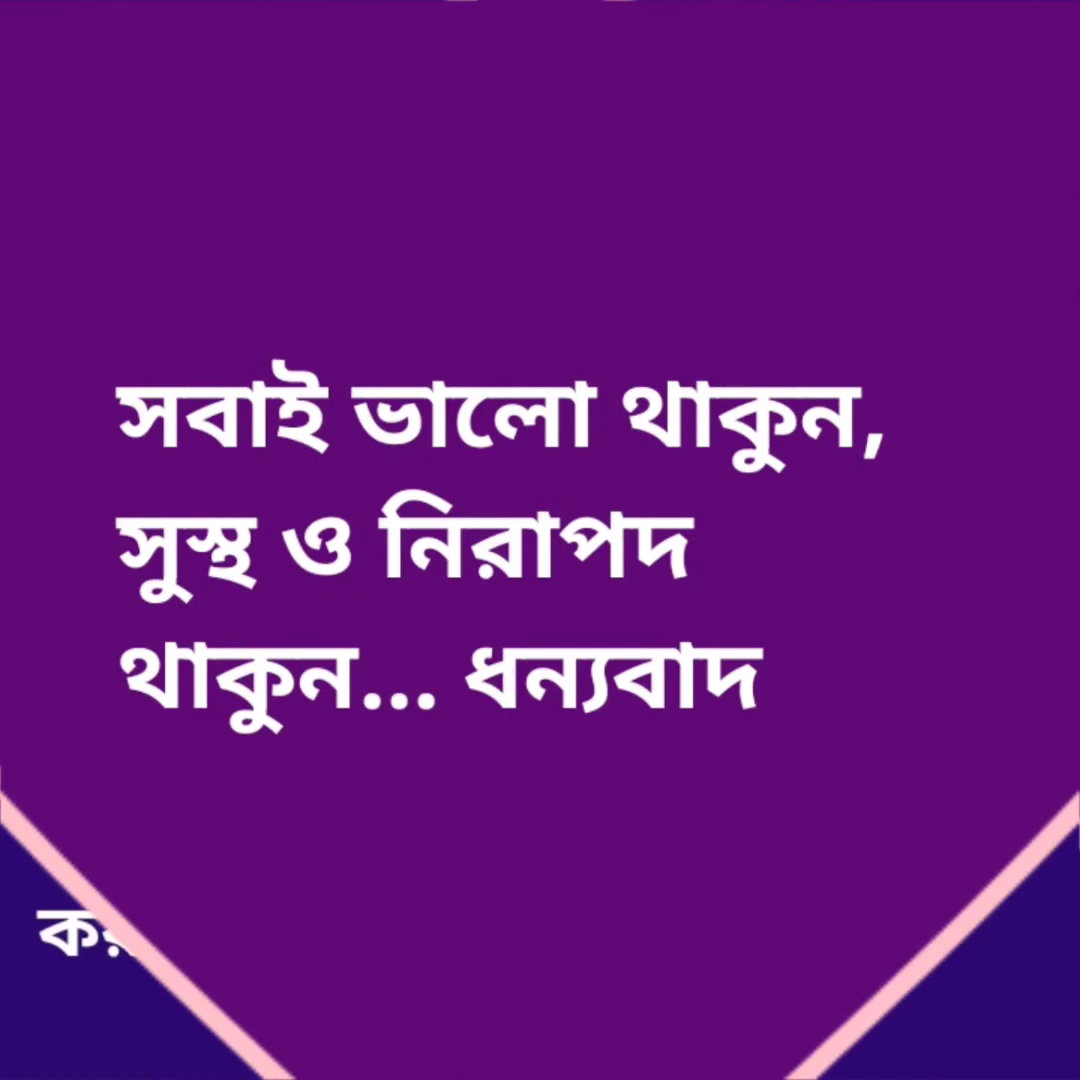 সবাই ভালো থাকুন,
সুস্থ ও নিরাপদ
থাকুন... ধন্যবাদ